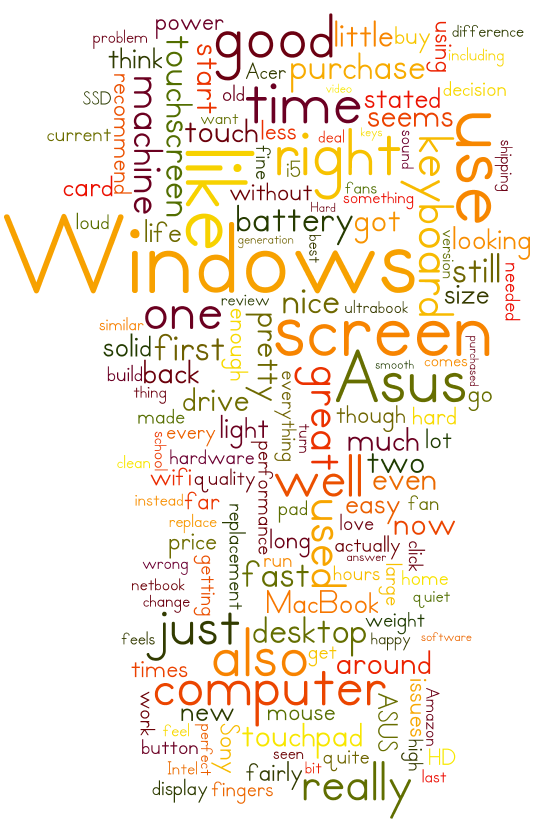 power
problem
good
little
buy
using
difference
think
touchscreen
start
Acer
purchase
including
SSD
recommend
machine
old
time
video
stated
decision
current
want
touch
less
deal
keys
seems
use
card
like
fine
i5
right
sound
keyboard
shipping
without
fans
something
loud
life
battery
Hard
got
generation
best
version
looking
Windows
still
needed
size
one
review
nice
ultrabook
similar
enough
pretty
screen
purchased
solid
first
smooth
comes
build
back
everything
great
Asus
go
thing
drive
made
light
turn
though
hard
school
every
much
lot
clean
hardware
performance
wifi
quality
well
two
even
instead
far
pad
used
easy
fan
replace
replacement
love
now
price
long
actually
click
wrong
getting
run
answer
netbook
fast
hours
large
home
change
MacBook
quiet
feels
just
desktop
weight
happy
software
also
get
around
times
computer
issues
Amazon
work
new
mouse
ASUS
feel
perfect
Sony
touchpad
high
button
seen
quite
HD
Intel
fairly
bit
last
display
fingers
really